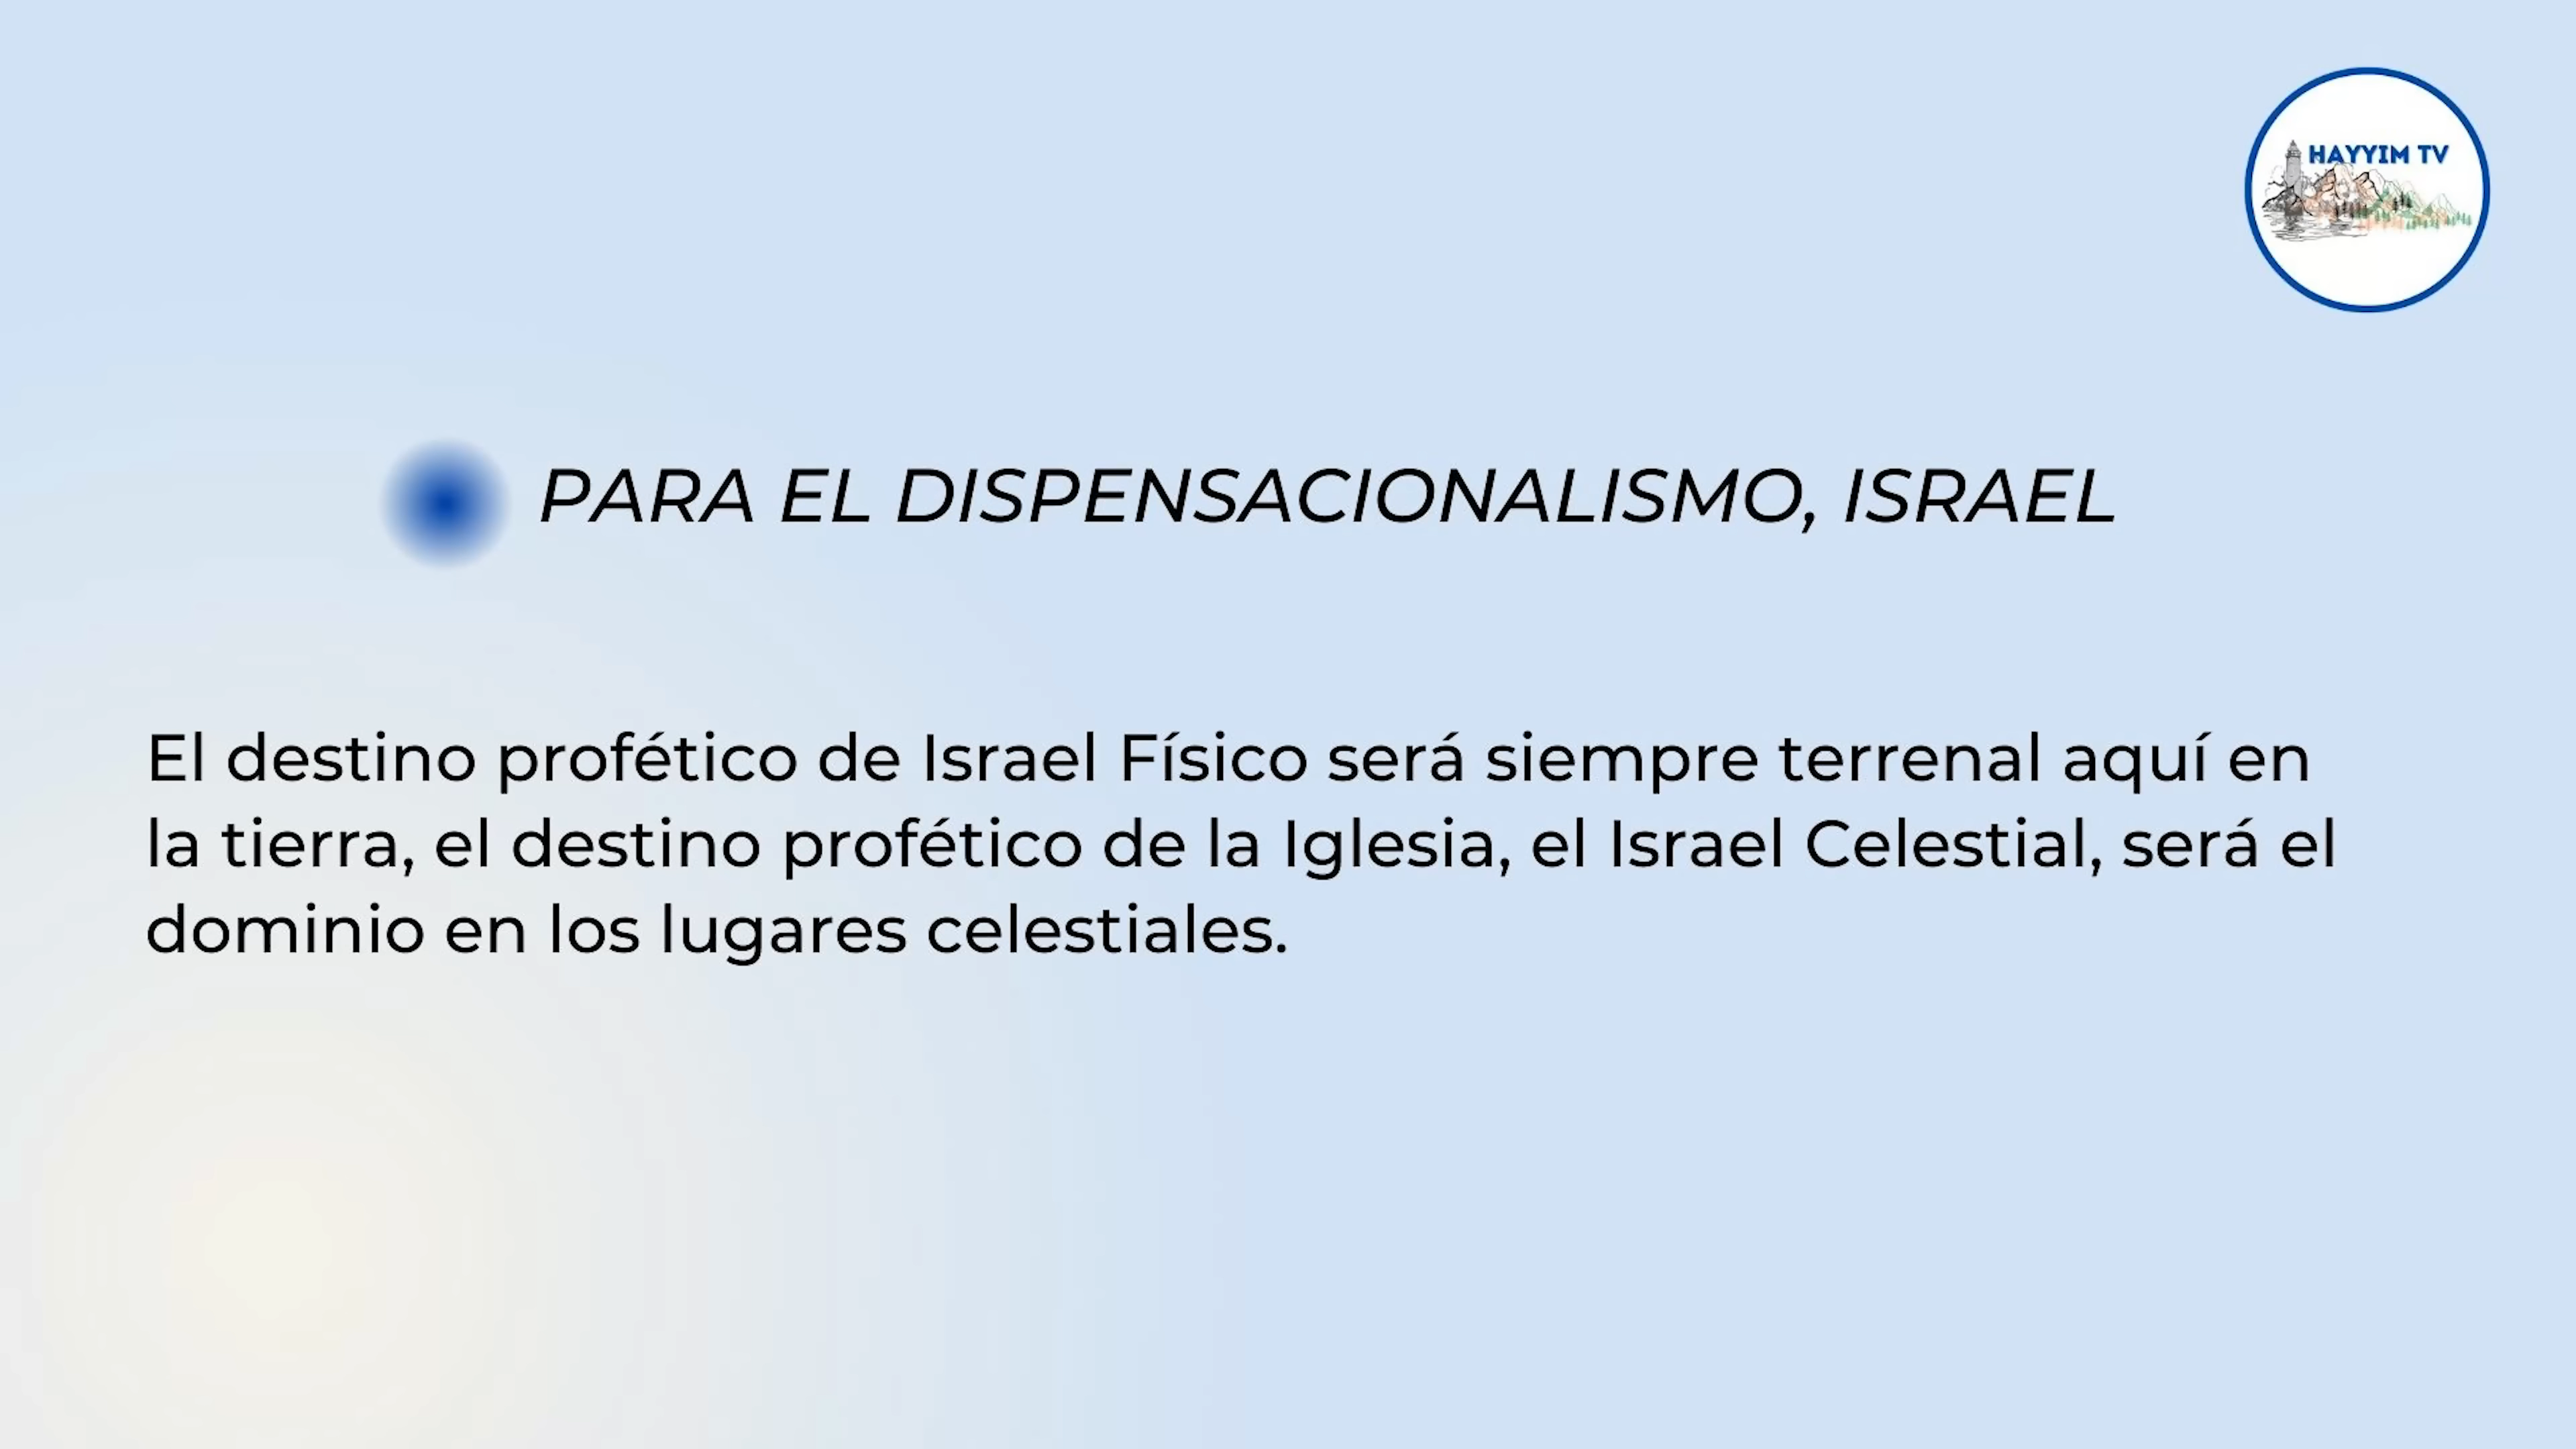 HAYYIM TV
PARA EL DISPENSACIONALISMO, ISRAEL
El destino profético de Israel Físico será siempre terrenal aquí en
la tierra, el destino profético de la Iglesia, el Israel Celestial, será el
dominio en los lugares celestiales.